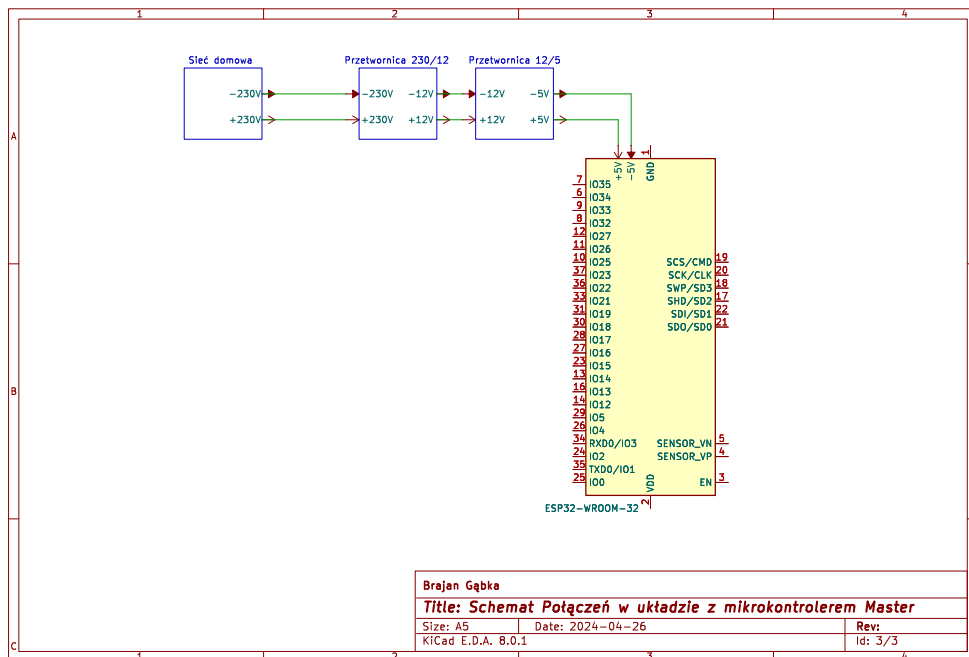 1 2 3 4
Sieć domowa Przetwornica 230/12 Przetwornica 12/5
-230V -230V -12V -12V -5V
+230V +230V +12V +12V +5V
A
+5V -5V GND 1
7 IO35
6 IO34
9 IO33
8 IO32
12 IO27
11 IO26
10 IO25 SCS/CMD 19
37 IO23 SCK/CLK 20
36 IO22 SWP/SD3 18
33 IO21 SHD/SD2 17
31 IO19 SDI/SD1 22
30 IO18 SDO/SD0 21
28 IO17
27 IO16
23 IO15
B
13 IO14
16 IO13
14 IO12
29 IO5
26 IO4
34 RXD0/IO3 SENSOR_VN 5
24 IO2 SENSOR_VP 4
35 TXD0/IO1
25 IO0 VDD EN 3
ESP32-WROOM-32 2
Brajan Gąbka
Title: Schemat Połączeń w układzie z mikrokontrolerem Master
Size: A5 Date: 2024-04-26 Rev:
KiCad E.D.A. 8.0.1 Id: 3/3
C
1 2 3 4